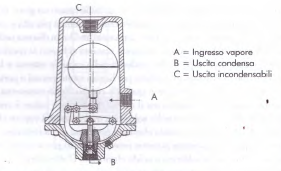 C
A = Ingresso vapore
B = Uscita condensa
C = Uscita incondensabili
A
B